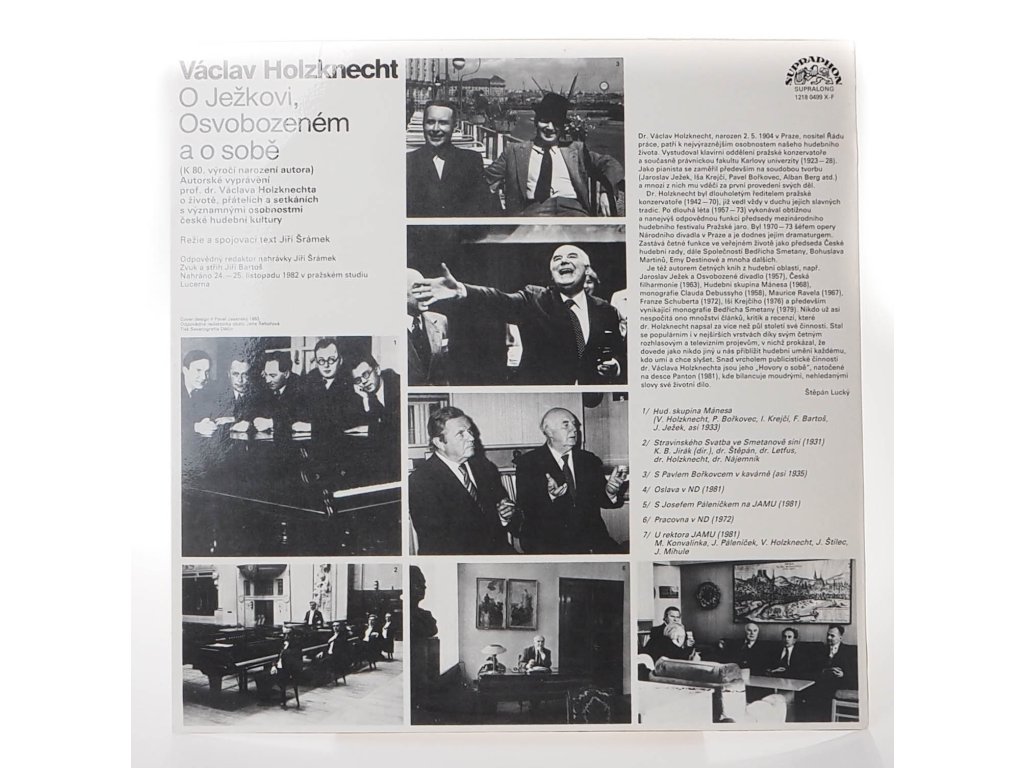 Václav Holzknecht
O Ježkovi,
Osvobozeném
a o sobě
(K 80. výročí narození autora)
Autorské vyprávění
prof. dr. Václava Holzknechta
o životě, přátelích a setkáních
s významnými osobnostmi
české hudební kultury
Režie a spojovací text Jiří Šrámek
Odpovědný redaktor nahrávky Jiří Šrámek
Zvuk a střih Jiří Bartoš
Nahráno 24.–25. listopadu 1982 v pražském studiu
Lucerna
SUPRAPHON
SUPRALONG
1218 0499 X-F
Dr. Václav Holzknecht, narozen 2. 5. 1904 v Praze, nositel Řádu
práce, patří k nejvýraznějším osobnostem našeho hudebního
života. Vystudoval klavírní oddělení pražské konzervatoře
a současně právnickou fakultu Karlovy univerzity (1923–28).
Jako pianista se zaměřil především na soudobou tvorbu
(Jaroslav Ježek, Iša Krejčí, Pavel Bořkovec, Alban Berg atd.)
a mnozí z nich mu vděčí za první provedení svých děl.
Dr. Holzknecht byl dlouholetým ředitelem pražské
konzervatoře (1942–70), již vedl vždy v duchu jejich slavných
tradic. Po dlouhá léta (1957–73) vykonával obtížnou
a nanejvýš odpovědnou funkci předsedy mezinárodního
hudebního festivalu Pražské jaro. Byl 1970–73 šéfem opery
Národního divadla v Praze a je dodnes jejím dramaturgem.
Zastává četné funkce ve veřejném životě jako předseda České
hudební rady, dále Společnosti Bedřicha Smetany, Bohuslava
Martinů, Emy Destinové a mnoha dalších.
Je též autorem četných knih z hudební oblasti, např.
Jaroslav Ježek a Osvobozené divadlo (1957), Česká
filharmonie (1963), Hudební skupina Mánesa (1968),
monografie Clauda Debussyho (1958), Maurice Ravela (1967),
Franze Schuberta (1972), Iši Krejčího (1976) a především
vynikající monografie Bedřicha Smetany (1979). Nikdo už asi
nespočítá ono množství článků, kritik a recenzí, které
dr. Holzknecht napsal za více než půl století své činnosti. Stal
se populárním i v nejširších vrstvách díky svým četným
rozhlasovým a televizním projevům, v nichž prokázal, že
dovede jako nikdo jiný u nás přiblížit hudební umění každému,
kdo umí a chce slyšet. Snad vrcholem publicistické činnosti
dr. Václava Holzknechta jsou jeho „Hovory o sobě“, natočené
na desce Panton (1981), kde bilancuje moudrými, nehledanými
slovy své životní dílo.
Štěpán Lucký
1/ Hud. skupina Mánesa
(V. Holzknecht, P. Bořkovec, I. Krejčí, F. Bartoš,
J. Ježek, asi 1933)
2/ Stravinského Svatba ve Smetanově síni (1931)
K. B. Jirák (dir.), dr. Štěpán, dr. Letfus,
dr. Holzknecht, dr. Nájemník
3/ S Pavlem Bořkovcem v kavárně (asi 1935)
4/ Oslava v ND (1981)
5/ S Josefem Páleníčkem na JAMU (1981)
6/ Pracovna v ND (1972)
7/ U rektora JAMU (1981)
M. Konvalinka, J. Páleníček, V. Holzknecht, J. Štílec,
J. Mihule
3
1
2
6